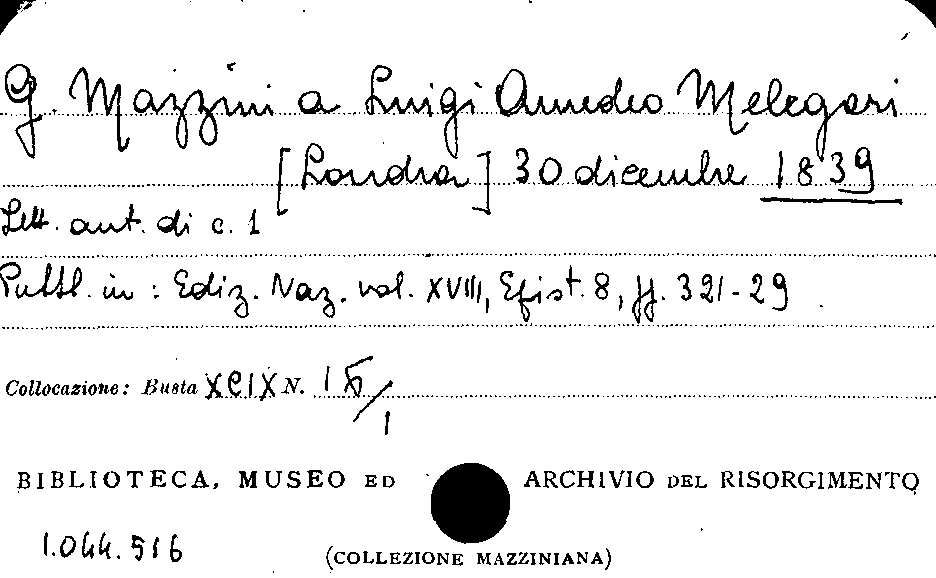 G. Mazzini a Luigi Amedeo Melegari
[Londra] 30 dicembre 1839
Lett. aut. di c. 1
Pubbl. in: Ediz. Naz. vol. XVIII, Epist. 8, pp. 321-29
Collocazione: Busta XCIX N. 15/1
BIBLIOTECA, MUSEO ED ARCHIVIO DEL RISORGIMENTO
1.044.516 (COLLEZIONE MAZZINIANA)